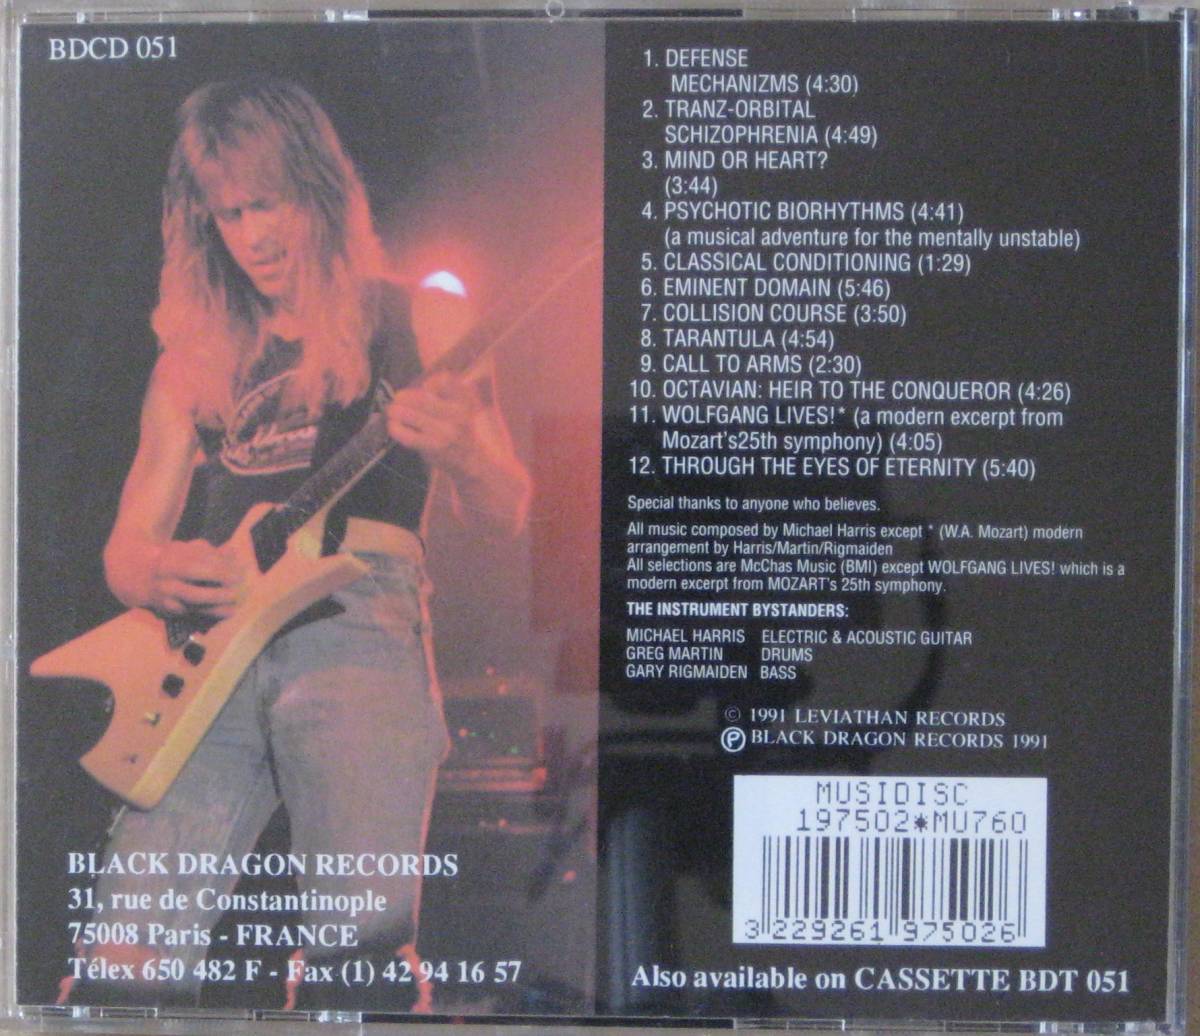 BDCD 051
1. DEFENSE
MECHANIZMS (4:30)
2. TRANZ-ORBITAL
SCHIZOPHRENIA (4:49)
3. MIND OR HEART?
(3:44)
4. PSYCHOTIC BIORHYTHMS (4:41)
(a musical adventure for the mentally unstable)
5. CLASSICAL CONDITIONING (1:29)
6. EMINENT DOMAIN (5:46)
7. COLLISION COURSE (3:50)
8. TARANTULA (4:54)
9. CALL TO ARMS (2:30)
10. OCTAVIAN: HEIR TO THE CONQUEROR (4:26)
11. WOLFGANG LIVES!* (a modern excerpt from
Mozart's25th symphony) (4:05)
12. THROUGH THE EYES OF ETERNITY (5:40)
Special thanks to anyone who believes.
All music composed by Michael Harris except * (W.A. Mozart) modern
arrangement by Harris/Martin/Rigmaiden
All selections are McChas Music (BMI) except WOLFGANG LIVES! which is a
modern excerpt from MOZART's 25th symphony.
THE INSTRUMENT BYSTANDERS:
MICHAEL HARRIS ELECTRIC & ACOUSTIC GUITAR
GREG MARTIN DRUMS
GARY RIGMAIDEN BASS
© 1991 LEVIATHAN RECORDS
℗ BLACK DRAGON RECORDS 1991
MUSIDISC
197502*MU760
3 229261 975026
BLACK DRAGON RECORDS
31, rue de Constantinople
75008 Paris - FRANCE
Télex 650 482 F - Fax (1) 42 94 16 57
Also available on CASSETTE BDT 051